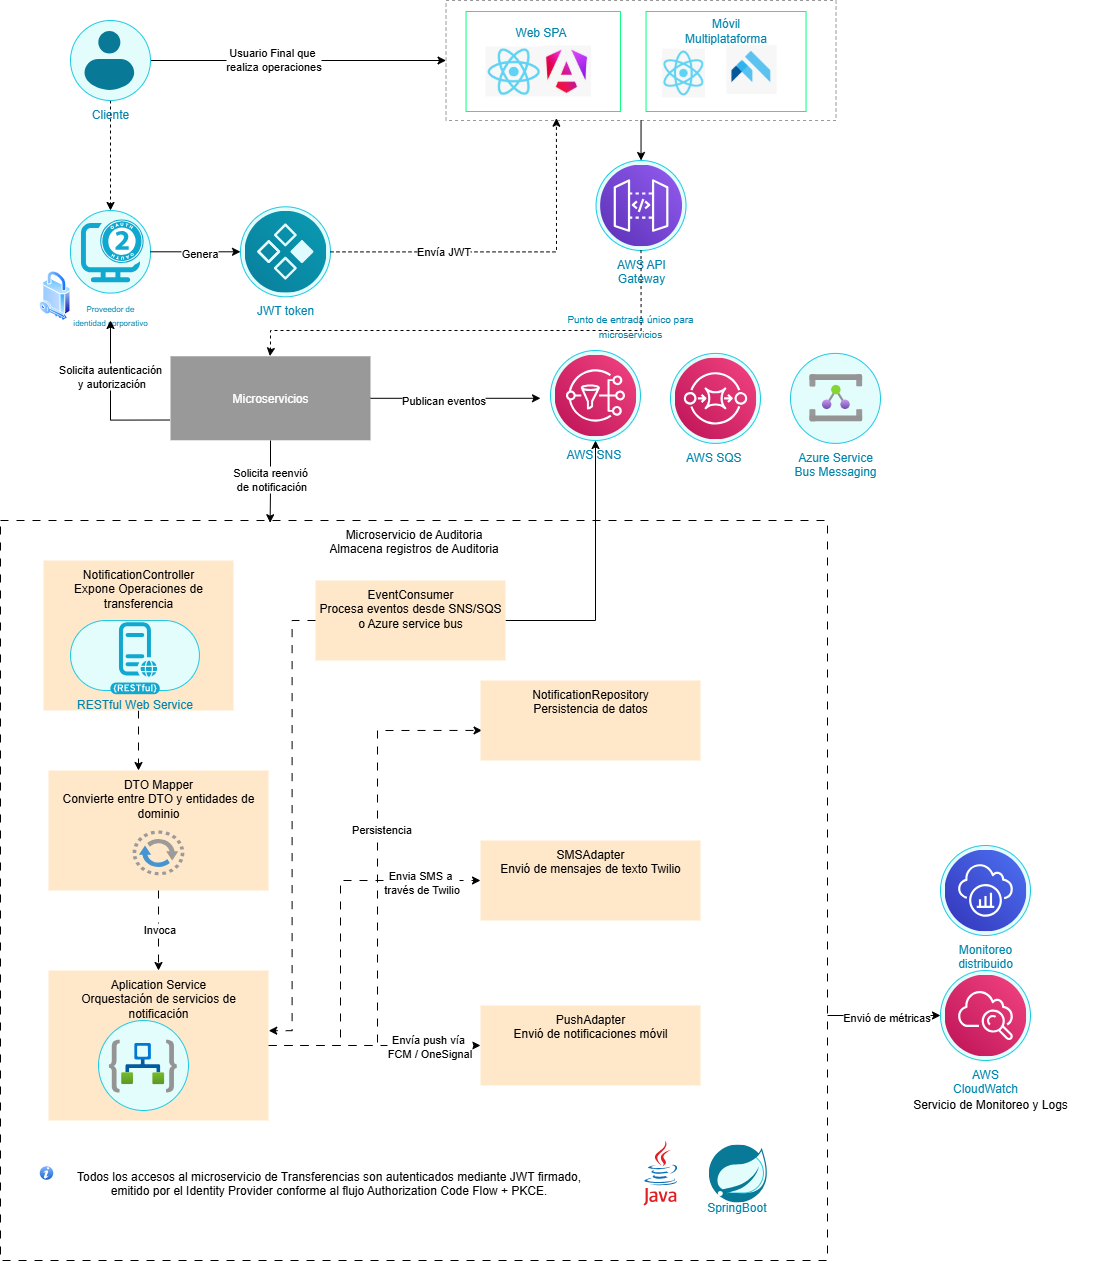 Web SPA
Móvil
Multiplataforma
Usuario Final que
realiza operaciones
Cliente
OAUTH
2
Genera
Envía JWT
AWS API
Gateway
Proveedor de
identidad corporativo
JWT token
Punto de entrada único para
microservicios
Solicita autenticación
y autorización
Microservicios
Publican eventos
AWS SNS
AWS SQS
Azure Service
Bus Messaging
Solicita reenvió
de notificación
Microservicio de Auditoria
Almacena registros de Auditoria
NotificationController
Expone Operaciones de
transferencia
{RESTful}
RESTful Web Service
EventConsumer
Procesa eventos desde SNS/SQS
o Azure service bus
NotificationRepository
Persistencia de datos
DTO Mapper
Convierte entre DTO y entidades de
dominio
Persistencia
SMSAdapter
Envió de mensajes de texto Twilio
Envia SMS a
través de Twilio
Invoca
Aplication Service
Orquestación de servicios de
notificación
PushAdapter
Envió de notificaciones móvil
Envía push vía
FCM / OneSignal
Monitoreo
distribuido
Envió de métricas
AWS
CloudWatch
Servicio de Monitoreo y Logs
Todos los accesos al microservicio de Transferencias son autenticados mediante JWT firmado,
emitido por el Identity Provider conforme al flujo Authorization Code Flow + PKCE.
Java
SpringBoot